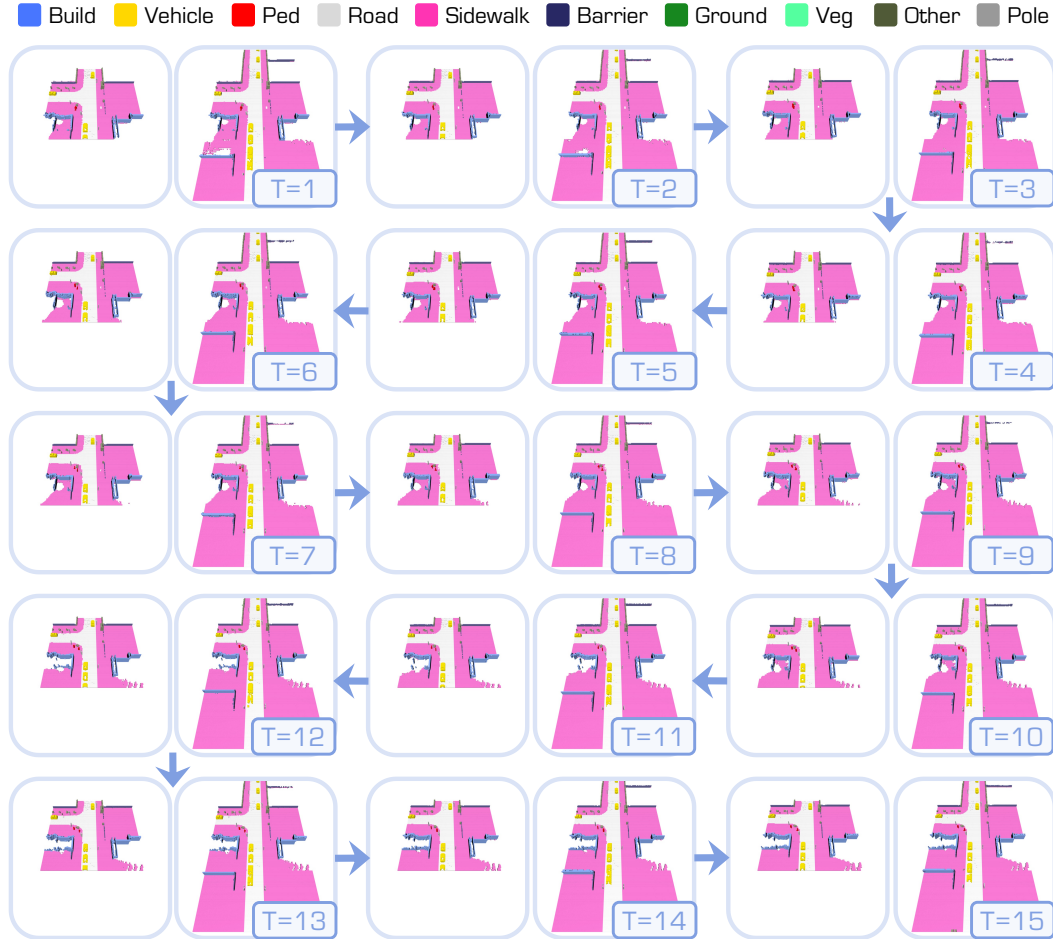 Build Vehicle Ped Road Sidewalk Barrier Ground Veg Other Pole
T=1 T=2 T=3
T=6 T=5 T=4
T=7 T=8 T=9
T=12 T=11 T=10
T=13 T=14 T=15